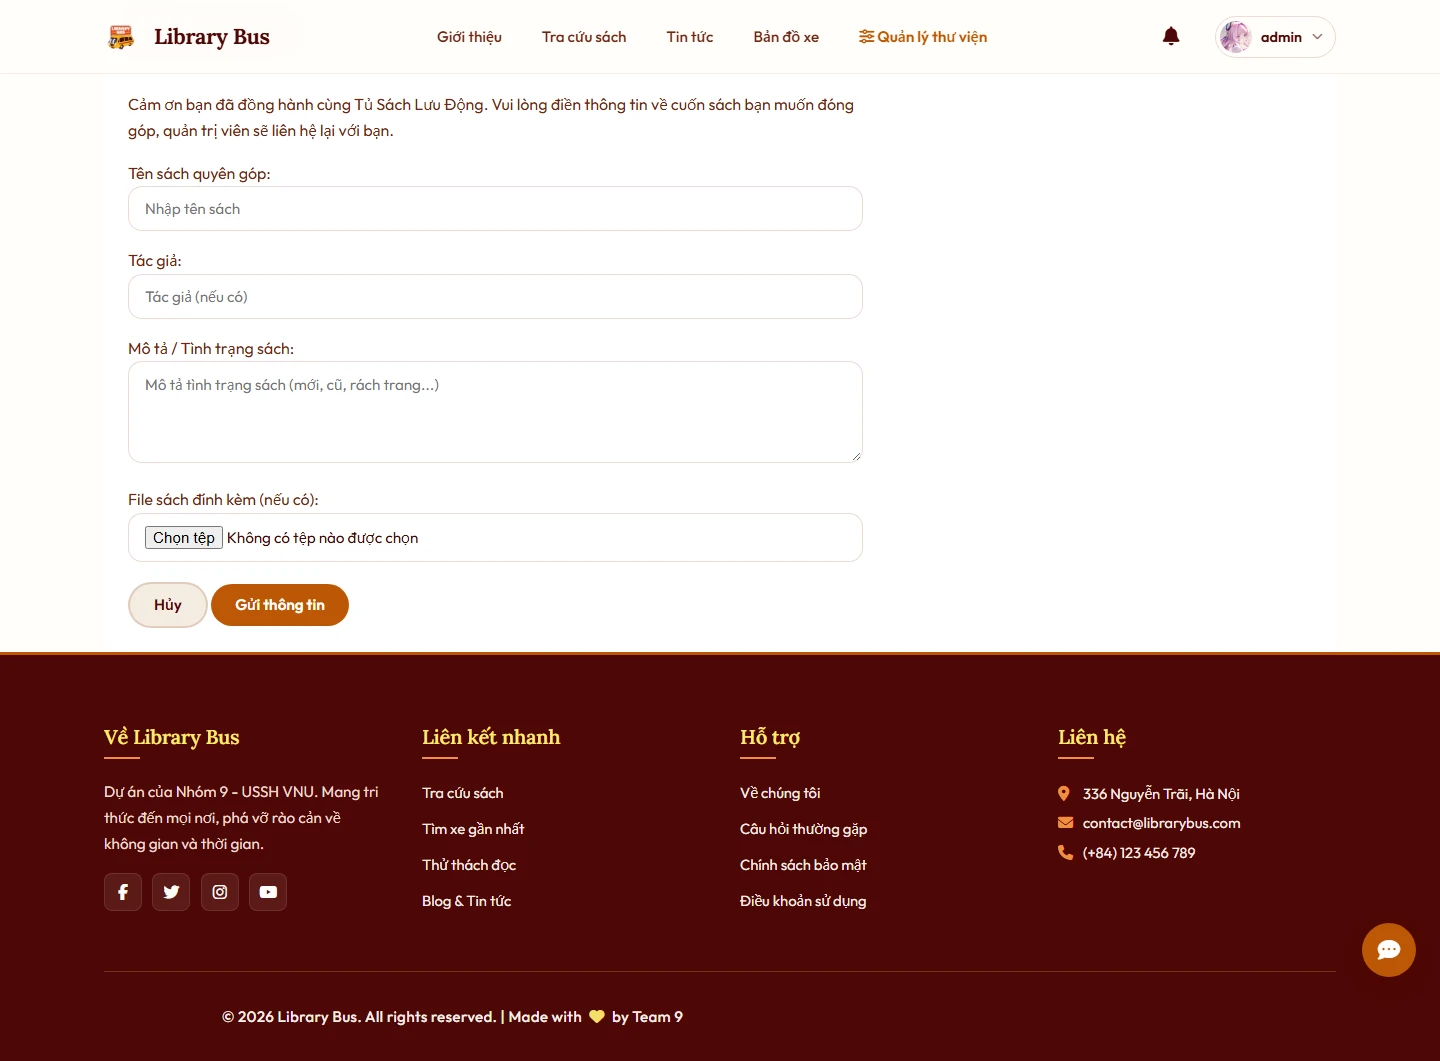 Library Bus
Giới thiệu
Tra cứu sách
Tin tức
Bản đồ xe
Quản lý thư viện
admin
Cảm ơn bạn đã đồng hành cùng Tủ Sách Lưu Động. Vui lòng điền thông tin về cuốn sách bạn muốn đóng
góp, quản trị viên sẽ liên hệ lại với bạn.
Tên sách quyên góp:
Nhập tên sách
Tác giả:
Tác giả (nếu có)
Mô tả / Tình trạng sách:
Mô tả tình trạng sách (mới, cũ, rách trang...)
File sách đính kèm (nếu có):
Chọn tệp Không có tệp nào được chọn
Hủy
Gửi thông tin
Về Library Bus
Dự án của Nhóm 9 - USSH VNU. Mang tri
thức đến mọi nơi, phá vỡ rào cản về
không gian và thời gian.
Liên kết nhanh
Tra cứu sách
Tìm xe gần nhất
Thử thách đọc
Blog & Tin tức
Hỗ trợ
Về chúng tôi
Câu hỏi thường gặp
Chính sách bảo mật
Điều khoản sử dụng
Liên hệ
336 Nguyễn Trãi, Hà Nội
contact@librarybus.com
(+84) 123 456 789
© 2026 Library Bus. All rights reserved. | Made with 💛 by Team 9